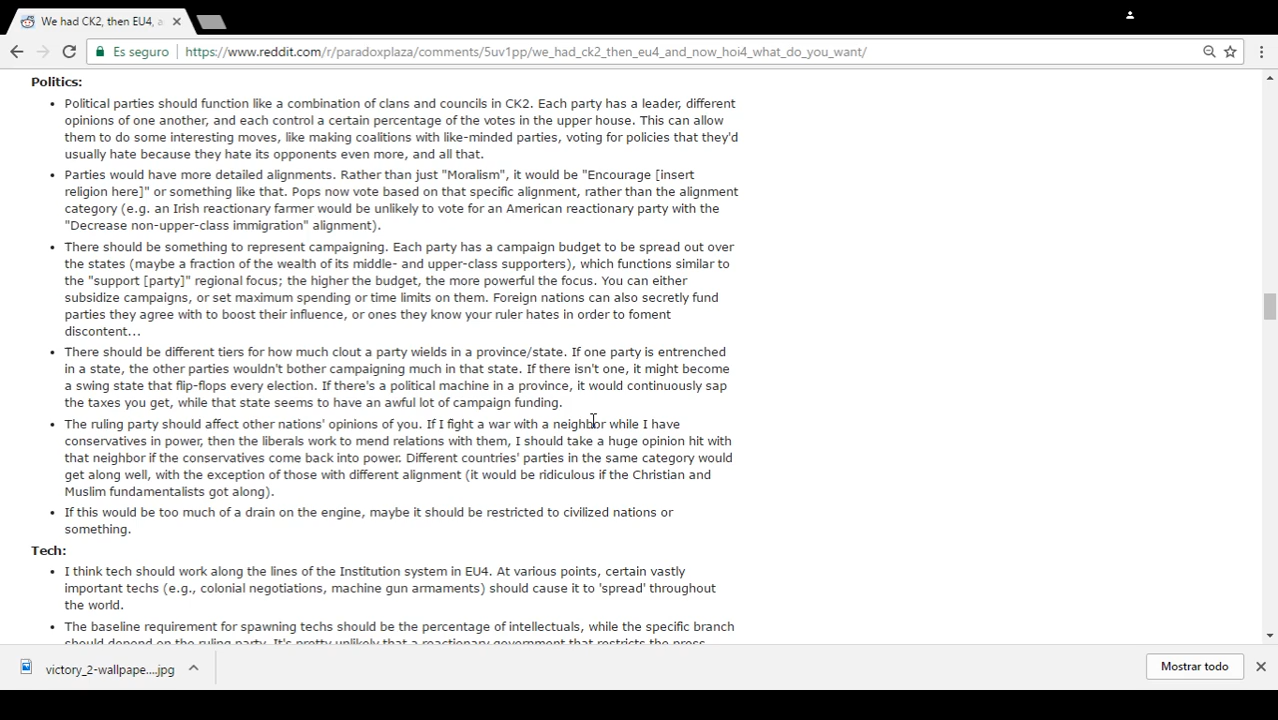 We had CK2, then EU4, a
Es seguro
https://www.reddit.com/r/paradoxplaza/comments/5uv1pp/we_had_ck2_then_eu4_and_now_hoi4_what_do_you_want/
Politics:
Political parties should function like a combination of clans and councils in CK2. Each party has a leader, different
opinions of one another, and each control a certain percentage of the votes in the upper house. This can allow
them to do some interesting moves, like making coalitions with like-minded parties, voting for policies that they'd
usually hate because they hate its opponents even more, and all that.
Parties would have more detailed alignments. Rather than just "Moralism", it would be "Encourage [insert
religion here]" or something like that. Pops now vote based on that specific alignment, rather than the alignment
category (e.g. an Irish reactionary farmer would be unlikely to vote for an American reactionary party with the
"Decrease non-upper-class immigration" alignment).
There should be something to represent campaigning. Each party has a campaign budget to be spread out over
the states (maybe a fraction of the wealth of its middle- and upper-class supporters), which functions similar to
the "support [party]" regional focus; the higher the budget, the more powerful the focus. You can either
subsidize campaigns, or set maximum spending or time limits on them. Foreign nations can also secretly fund
parties they agree with to boost their influence, or ones they know your ruler hates in order to foment
discontent...
There should be different tiers for how much clout a party wields in a province/state. If one party is entrenched
in a state, the other parties wouldn't bother campaigning much in that state. If there isn't one, it might become
a swing state that flip-flops every election. If there's a political machine in a province, it would continuously sap
the taxes you get, while that state seems to have an awful lot of campaign funding.
The ruling party should affect other nations' opinions of you. If I fight a war with a neighbor while I have
conservatives in power, then the liberals work to mend relations with them, I should take a huge opinion hit with
that neighbor if the conservatives come back into power. Different countries' parties in the same category would
get along well, with the exception of those with different alignment (it would be ridiculous if the Christian and
Muslim fundamentalists got along).
If this would be too much of a drain on the engine, maybe it should be restricted to civilized nations or
something.
Tech:
I think tech should work along the lines of the Institution system in EU4. At various points, certain vastly
important techs (e.g., colonial negotiations, machine gun armaments) should cause it to 'spread' throughout
the world.
The baseline requirement for spawning techs should be the percentage of intellectuals, while the specific branch
should depend on the ruling party. It's pretty unlikely that a reactionary government that restricts the press
victory_2-wallpape....jpg
Mostrar todo